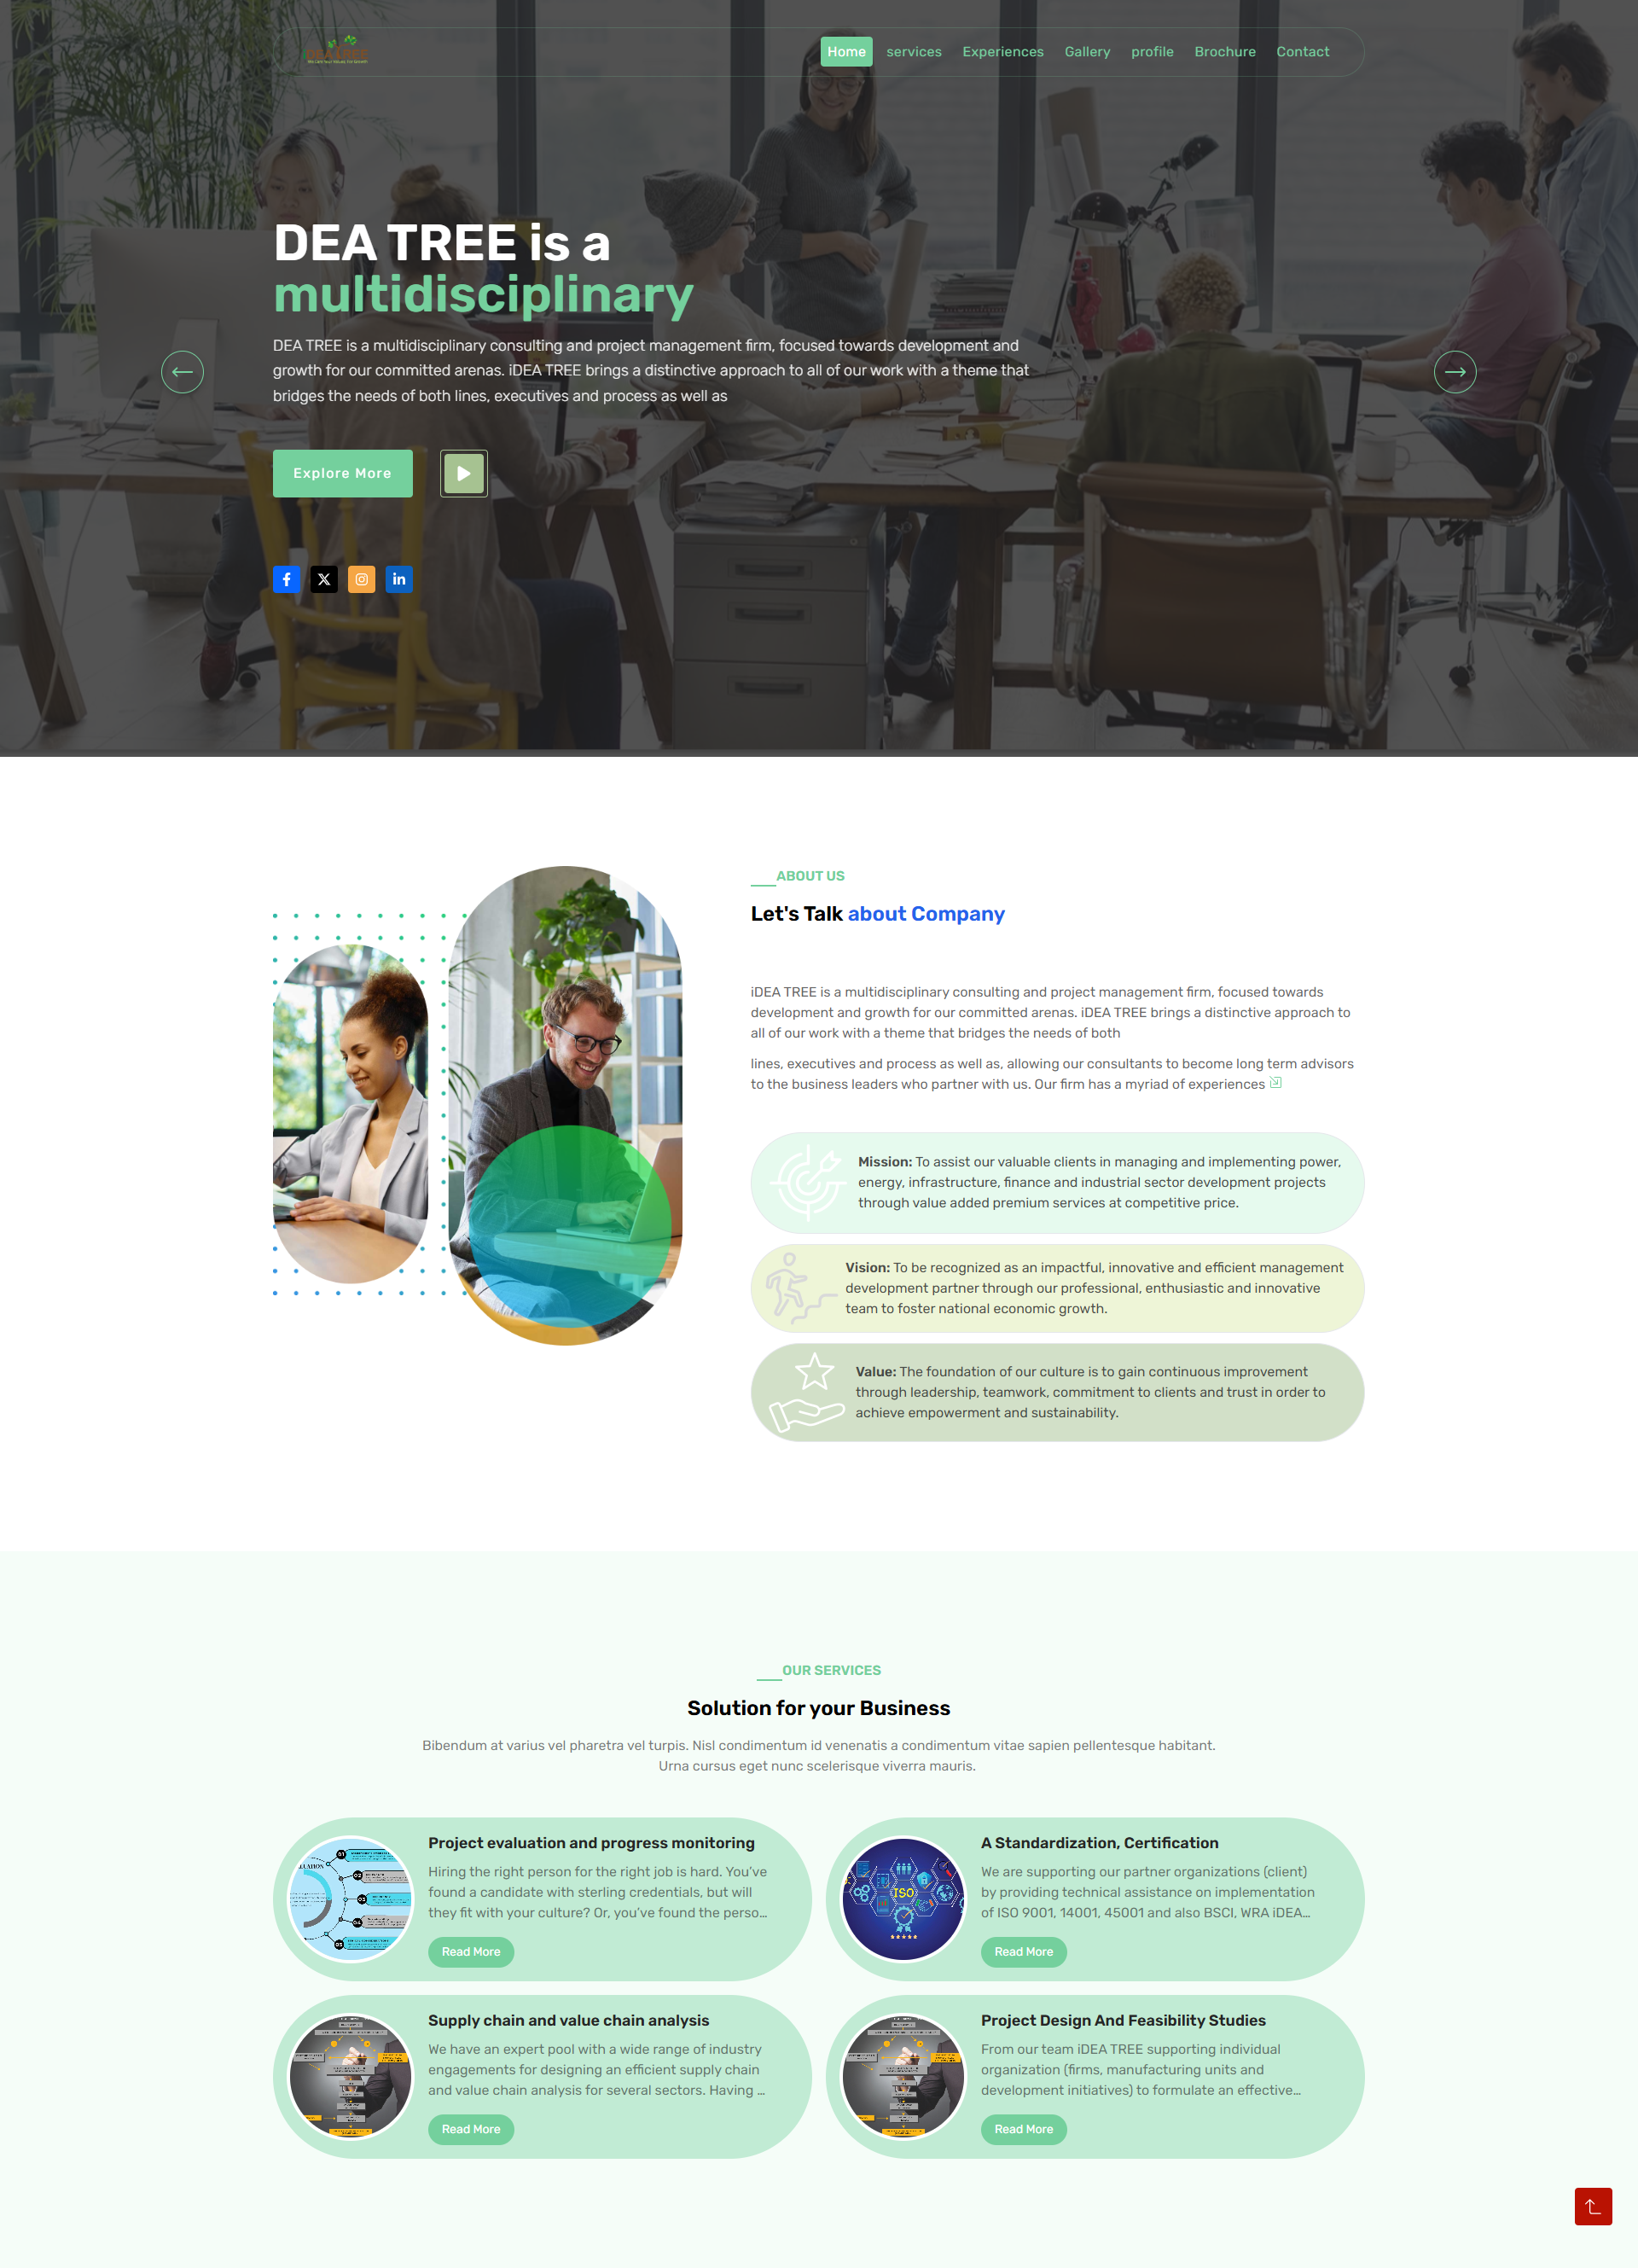 iDEA TREE
Home services Experiences Gallery profile Brochure Contact
DEA TREE is a
multidisciplinary
DEA TREE is a multidisciplinary consulting and project management firm, focused towards development and
growth for our committed arenas. iDEA TREE brings a distinctive approach to all of our work with a theme that
bridges the needs of both lines, executives and process as well as
Explore More
ABOUT US
Let's Talk about Company
iDEA TREE is a multidisciplinary consulting and project management firm, focused towards
development and growth for our committed arenas. iDEA TREE brings a distinctive approach to
all of our work with a theme that bridges the needs of both
lines, executives and process as well as, allowing our consultants to become long term advisors
to the business leaders who partner with us. Our firm has a myriad of experiences
Mission: To assist our valuable clients in managing and implementing power,
energy, infrastructure, finance and industrial sector development projects
through value added premium services at competitive price.
Vision: To be recognized as an impactful, innovative and efficient management
development partner through our professional, enthusiastic and innovative
team to foster national economic growth.
Value: The foundation of our culture is to gain continuous improvement
through leadership, teamwork, commitment to clients and trust in order to
achieve empowerment and sustainability.
OUR SERVICES
Solution for your Business
Bibendum at varius vel pharetra vel turpis. Nisl condimentum id venenatis a condimentum vitae sapien pellentesque habitant.
Urna cursus eget nunc scelerisque viverra mauris.
Project evaluation and progress monitoring
Hiring the right person for the right job is hard. You've
found a candidate with sterling credentials, but will
they fit with your culture? Or, you've found the perso...
Read More
A Standardization, Certification
We are supporting our partner organizations (client)
by providing technical assistance on implementation
of ISO 9001, 14001, 45001 and also BSCI, WRA iDEA...
Read More
ISO
Supply chain and value chain analysis
We have an expert pool with a wide range of industry
engagements for designing an efficient supply chain
and value chain analysis for several sectors. Having ...
Read More
Project Design And Feasibility Studies
From our team iDEA TREE supporting individual
organization (firms, manufacturing units and
development initiatives) to formulate an effective...
Read More